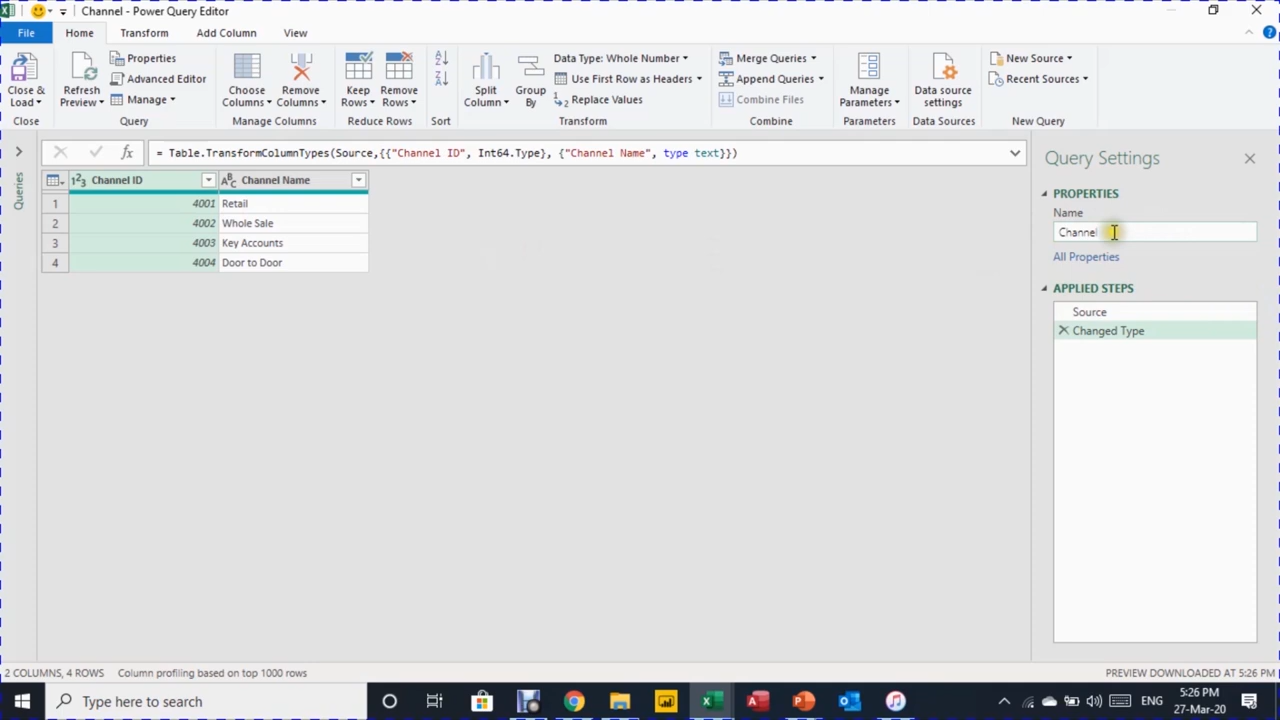 Channel - Power Query Editor
File Home Transform Add Column View
Close & Load
Refresh Preview
Properties
Advanced Editor
Manage
Choose Columns
Remove Columns
Keep Rows
Remove Rows
Split Column
Group By
Data Type: Whole Number
Use First Row as Headers
Replace Values
Merge Queries
Append Queries
Combine Files
Manage Parameters
Data source settings
New Source
Recent Sources
Close Query Manage Columns Reduce Rows Sort Transform Combine Parameters Data Sources New Query
= Table.TransformColumnTypes(Source,{{"Channel ID", Int64.Type}, {"Channel Name", type text}})
Queries
Channel ID Channel Name
1 4001 Retail
2 4002 Whole Sale
3 4003 Key Accounts
4 4004 Door to Door
Query Settings
PROPERTIES
Name
Channel
All Properties
APPLIED STEPS
Source
Changed Type
2 COLUMNS, 4 ROWS Column profiling based on top 1000 rows PREVIEW DOWNLOADED AT 5:26 PM
Type here to search
ENG
5:26 PM
27-Mar-20